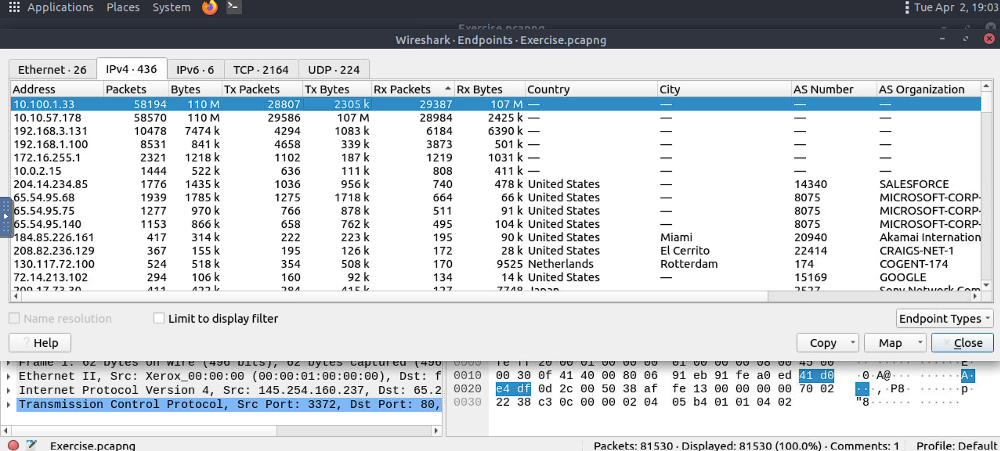 Applications Places System Tue Apr 2, 19:03
Exercise.pcapng
Wireshark · Endpoints · Exercise.pcapng
Ethernet · 26 IPv4 · 436 IPv6 · 6 TCP · 2164 UDP · 224
Address Packets Bytes Tx Packets Tx Bytes Rx Packets Rx Bytes Country City AS Number AS Organization
10.100.1.33 58194 110 M 28807 2305 k 29387 107 M — — — —
10.10.57.178 58570 110 M 29586 107 M 28984 2425 k — — — —
192.168.3.131 10478 7474 k 4294 1083 k 6184 6390 k — — — —
192.168.1.100 8531 841 k 4658 339 k 3873 501 k — — — —
172.16.255.1 2321 1218 k 1102 187 k 1219 1031 k — — — —
10.0.2.15 1444 522 k 636 111 k 808 411 k — — — —
204.14.234.85 1776 1435 k 1036 956 k 740 478 k United States — 14340 SALESFORCE
65.54.95.68 1939 1785 k 1275 1718 k 664 66 k United States — 8075 MICROSOFT-CORP-
65.54.95.75 1277 970 k 766 878 k 511 91 k United States — 8075 MICROSOFT-CORP-
65.54.95.140 1153 866 k 658 762 k 495 104 k United States — 8075 MICROSOFT-CORP-
184.85.226.161 417 314 k 222 223 k 195 90 k United States Miami 20940 Akamai Internation
208.82.236.129 367 155 k 195 126 k 172 28 k United States El Cerrito 22414 CRAIGS-NET-1
130.117.72.100 524 518 k 354 508 k 170 9525 Netherlands Rotterdam 174 COGENT-174
72.14.213.102 294 106 k 160 92 k 134 14 k United States — 15169 GOOGLE
209.17.73.30 411 422 k 284 415 k 127 7748 Japan 2527 Sony Network Com
Name resolution Limit to display filter Endpoint Types
Help Copy Map Close
Frame 1: 62 bytes on wire (496 bits), 62 bytes captured (496
Ethernet II, Src: Xerox_00:00:00 (00:00:01:00:00:00), Dst: f
Internet Protocol Version 4, Src: 145.254.160.237, Dst: 65.2
Transmission Control Protocol, Src Port: 3372, Dst Port: 80,
0000 fe ff 20 00 01 00 00 00 01 00 00 00 08 00 45 00 ·· ····· ······E·
0010 00 30 0f 41 40 00 80 06 91 eb 91 fe a0 ed 41 d0 ·0·A@··· ······A·
0020 e4 df 0d 2c 00 50 38 af fe 13 00 00 00 00 70 02 ···,·P8· ······p·
0030 22 38 c3 0c 00 00 02 04 05 b4 01 01 04 02 "8······ ······
Exercise.pcapng Packets: 81530 · Displayed: 81530 (100.0%) · Comments: 1 Profile: Default